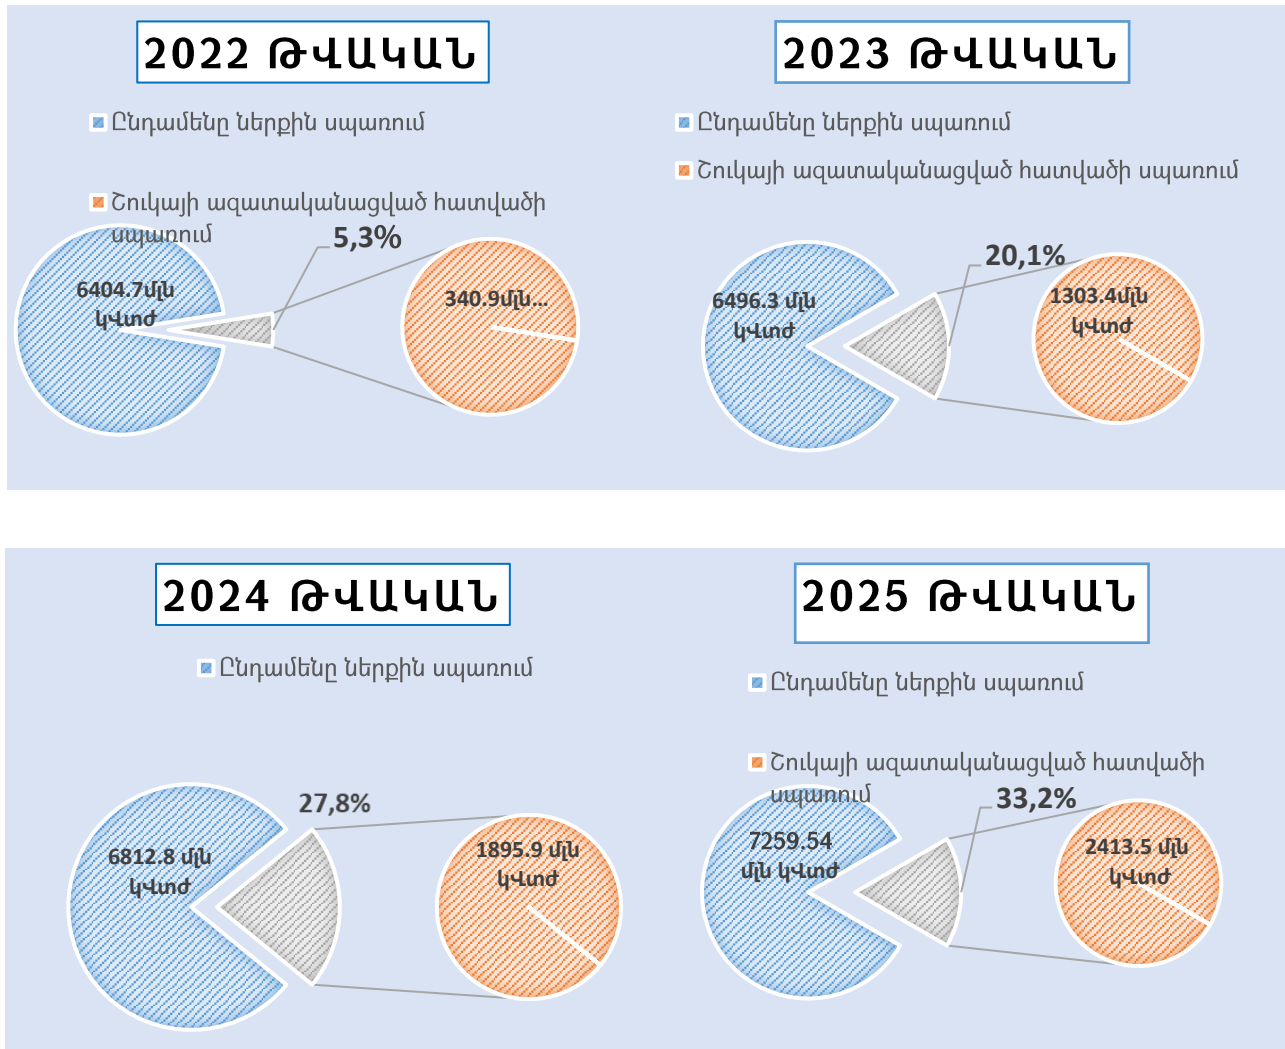 2022 ԹՎԱԿԱՆ
Ընդամենը ներքին սպառում
Շուկայի ազատականացված հատվածի
սպառում
5,3%
6404.7մլն
կՎտժ
340.9մլն...
2023 ԹՎԱԿԱՆ
Ընդամենը ներքին սպառում
Շուկայի ազատականացված հատվածի սպառում
20,1%
6496.3 մլն
կՎտժ
1303.4մլն
կՎտժ
2024 ԹՎԱԿԱՆ
Ընդամենը ներքին սպառում
27,8%
6812.8 մլն
կՎտժ
1895.9 մլն
կՎտժ
2025 ԹՎԱԿԱՆ
Ընդամենը ներքին սպառում
Շուկայի ազատականացված հատվածի
սպառում
33,2%
7259.54
մլն կՎտժ
2413.5 մլն
կՎտժ